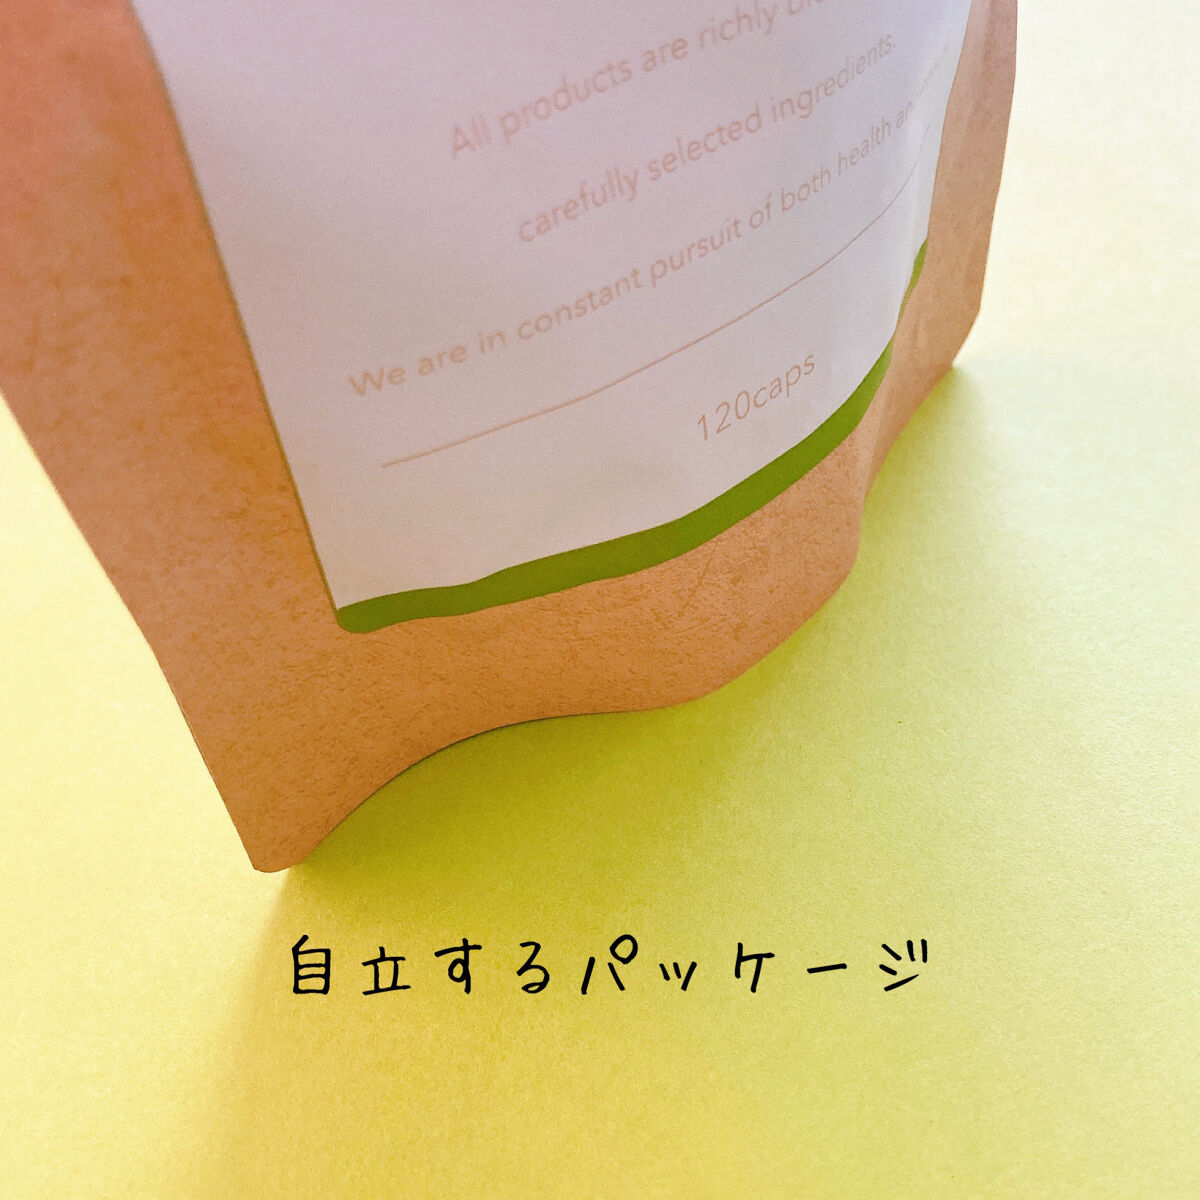 All products are richly
carefully selected ingredients.
We are in constant pursuit of both health
120caps
自立するパッケージ